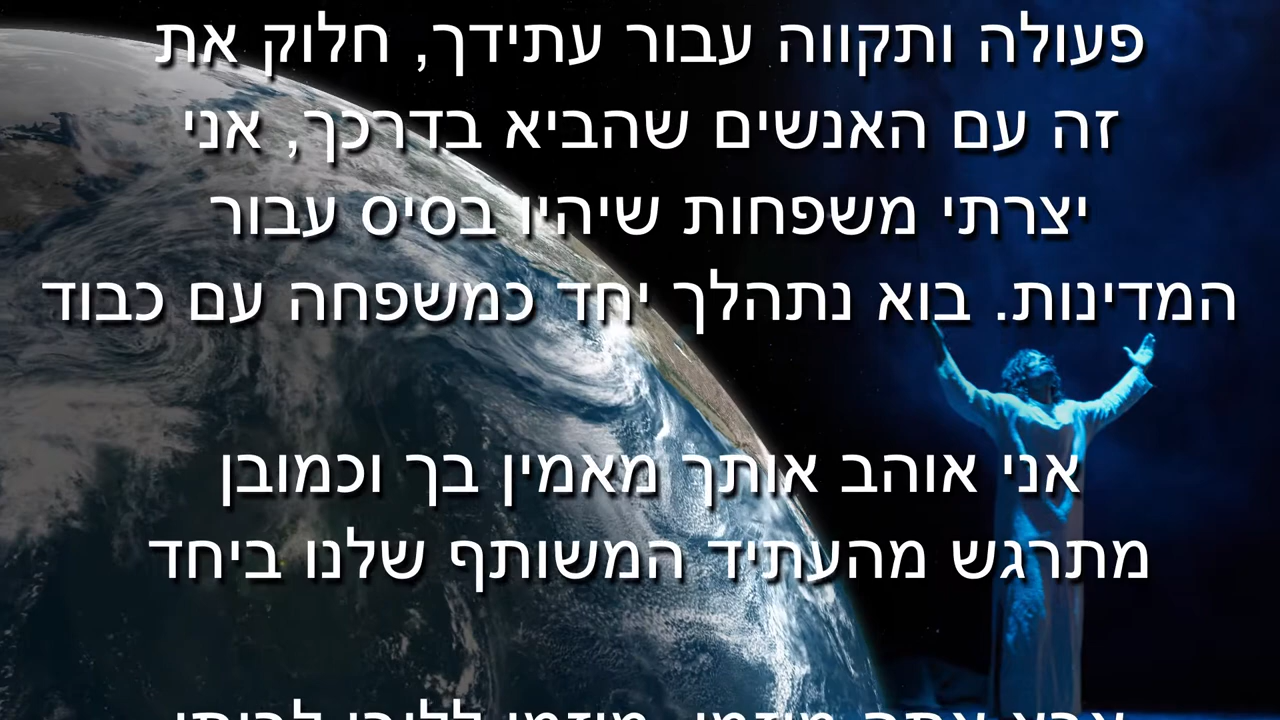 פעולה ותקווה עבור עתידך, חלוק את
זה עם האנשים שהביא בדרכך, אני
יצרתי משפחות שיהיו בסיס עבור
המדינות. בוא נתהלך יחד כמשפחה עם כבוד
אני אוהב אותך מאמין בך וכמובן
מתרגש מהעתיד המשותף שלנו ביחד